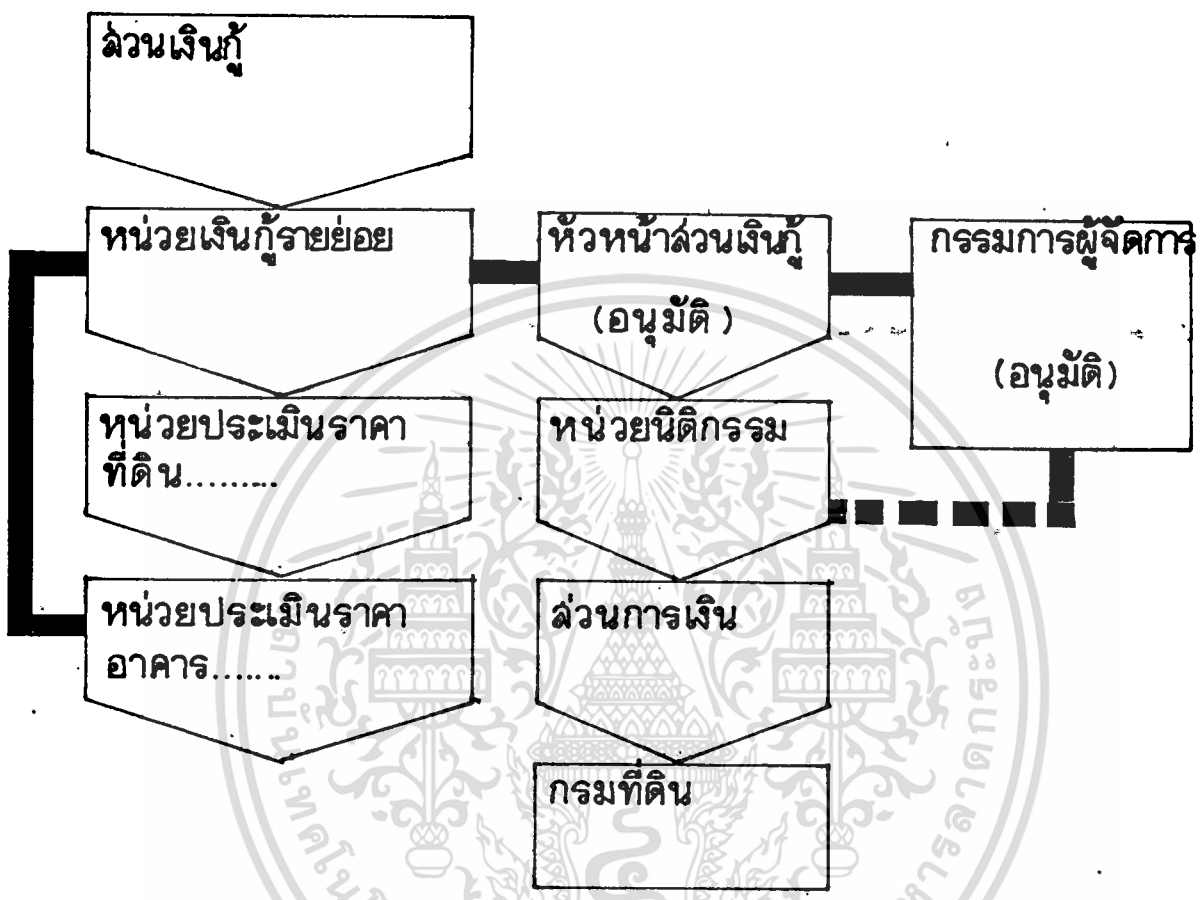 ส่วนเงินกู้
หน่วยเงินกู้รายย่อย
หัวหน้าส่วนเงินกู้
(อนุมัติ)
กรรมการผู้จัดการ
(อนุมัติ)
หน่วยประเมินราคา
ที่ดิน.........
หน่วยนิติกรรม
หน่วยประเมินราคา
อาคาร.......
ส่วนการเงิน
กรมที่ดิน